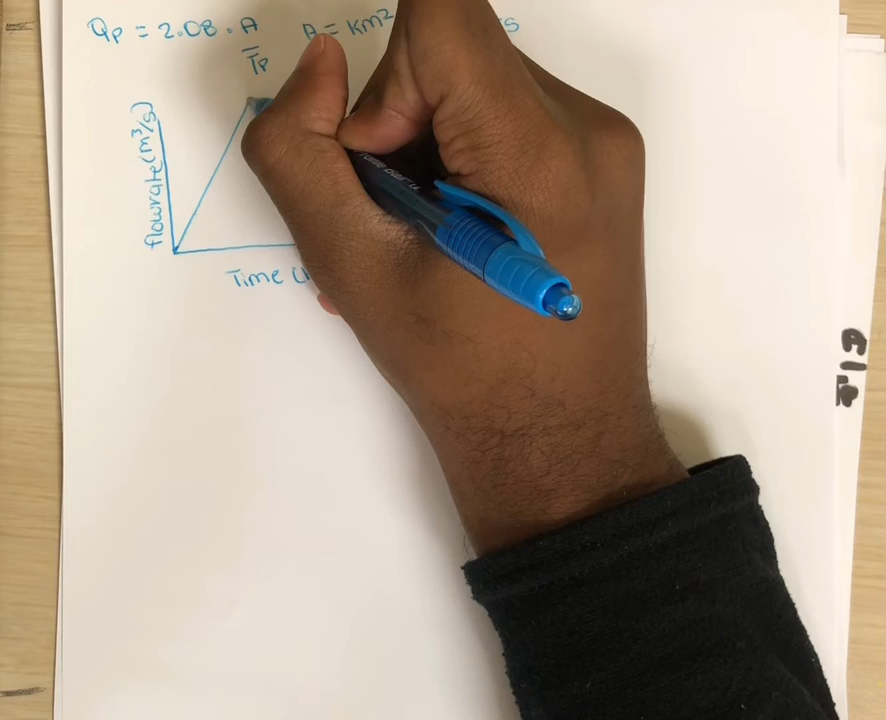 Qp = 2.08 . A A = km²
Tp
flowrate (m³/s)
Time